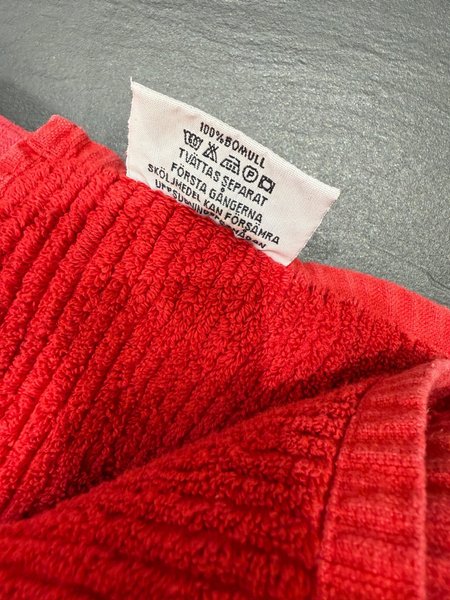 100% BOMULL
TVÄTTAS SEPARAT
FÖRSTA GÅNGERNA
SKÖLJMEDEL KAN FÖRSÄMRA